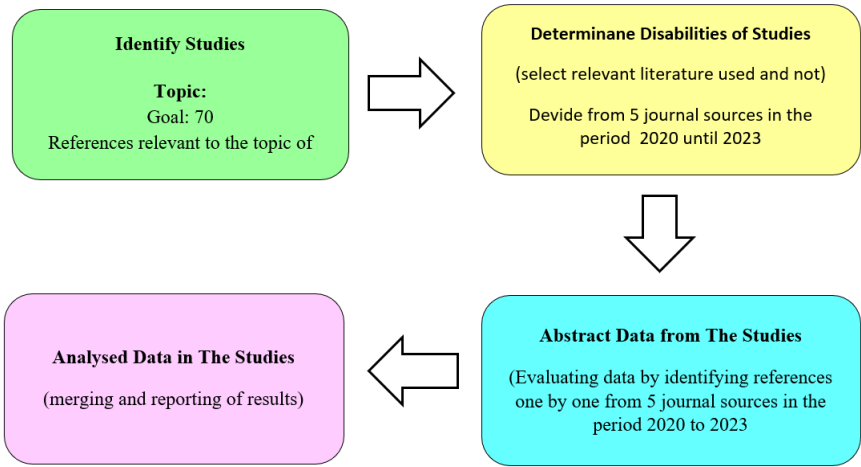 Identify Studies
Topic:
Goal: 70
References relevant to the topic of
Determinane Disabilities of Studies
(select relevant literature used and not)
Devide from 5 journal sources in the
period  2020 until 2023
Abstract Data from The Studies
(Evaluating data by identifying references
one by one from 5 journal sources in the
period 2020 to 2023
Analysed Data in The Studies
(merging and reporting of results)